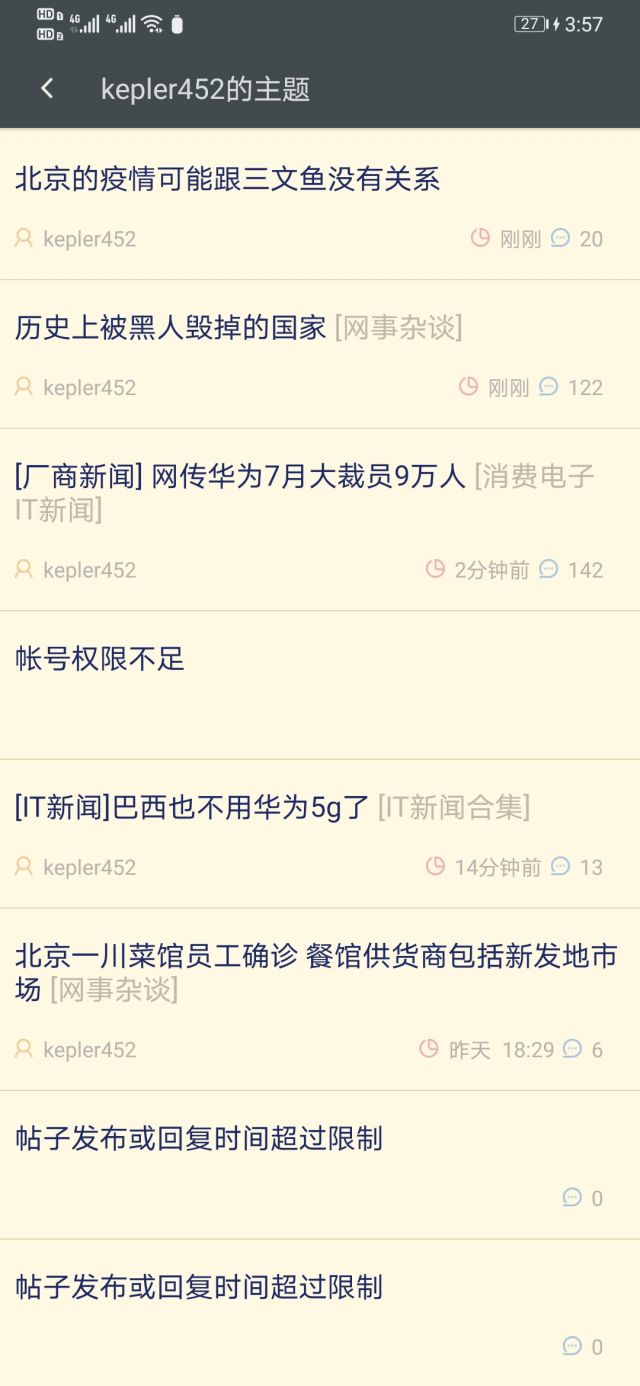 HD 1 4G 4G 27 3:57
HD 2
kepler452的主题
北京的疫情可能跟三文鱼没有关系
kepler452 刚刚 20
历史上被黑人毁掉的国家 [网事杂谈]
kepler452 刚刚 122
[厂商新闻] 网传华为7月大裁员9万人 [消费电子
IT新闻]
kepler452 2分钟前 142
帐号权限不足
[IT新闻]巴西也不用华为5g了 [IT新闻合集]
kepler452 14分钟前 13
北京一川菜馆员工确诊 餐馆供货商包括新发地市
场 [网事杂谈]
kepler452 昨天 18:29 6
帖子发布或回复时间超过限制
0
帖子发布或回复时间超过限制
0